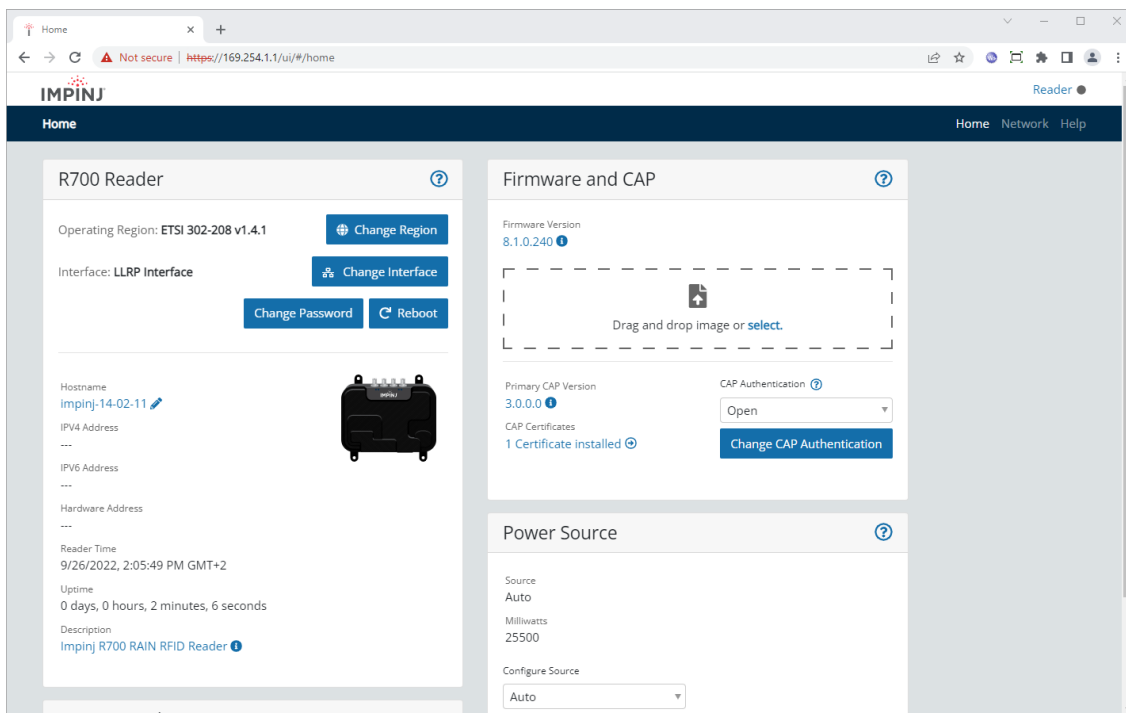 Home
Not secure
https://169.254.1.1/ui/#/home
IMPINJ
Reader
Home
Home Network Help
R700 Reader
Operating Region: ETSI 302-208 v1.4.1
Change Region
Interface: LLRP Interface
Change Interface
Change Password
Reboot
Hostname
impinj-14-02-11
IPV4 Address
---
IPV6 Address
---
Hardware Address
---
Reader Time
9/26/2022, 2:05:49 PM GMT+2
Uptime
0 days, 0 hours, 2 minutes, 6 seconds
Description
Impinj R700 RAIN RFID Reader
IMPINJ
Firmware and CAP
Firmware Version
8.1.0.240
Drag and drop image or select.
Primary CAP Version
3.0.0.0
CAP Certificates
1 Certificate installed
CAP Authentication
Open
Change CAP Authentication
Power Source
Source
Auto
Milliwatts
25500
Configure Source
Auto